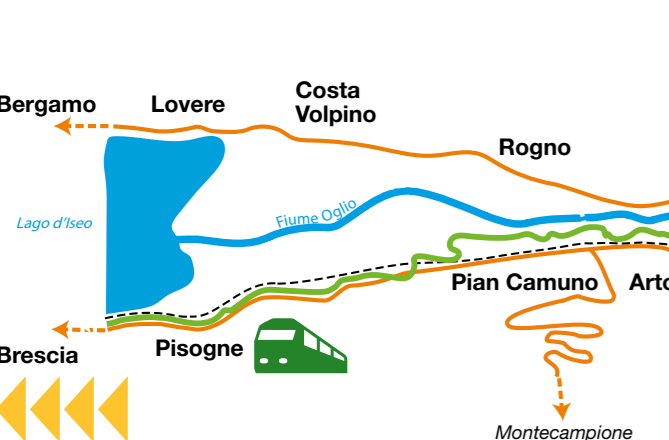 Bergamo
Lovere
Costa
Volpino
Rogno
Lago d'Iseo
Fiume Oglio
Pian Camuno
Brescia
Pisogne
Montecampione